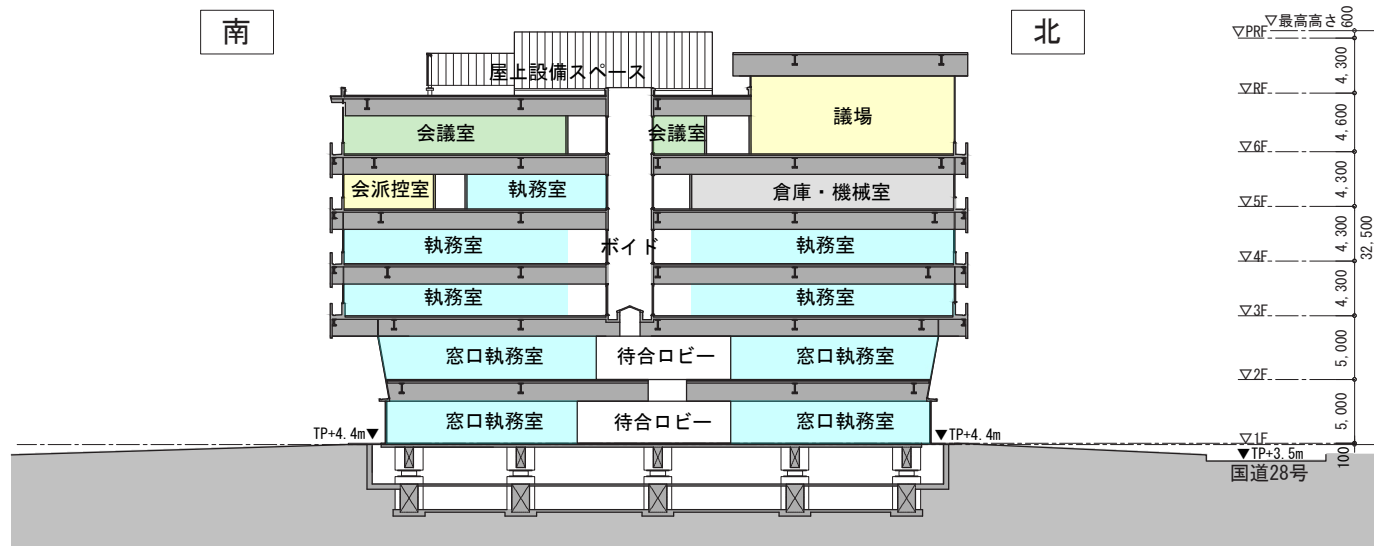 南
北
▽最高高さ
600
▽PRF
屋上設備スペース
4,300
▽RF
会議室
会議室
議場
4,600
▽6F
会派控室
執務室
倉庫・機械室
4,300
▽5F
執務室
ボイド
執務室
4,300
32,500
▽4F
執務室
執務室
4,300
▽3F
窓口執務室
待合ロビー
窓口執務室
5,000
▽2F
窓口執務室
待合ロビー
窓口執務室
5,000
TP+4.4m▼
▼TP+4.4m
▽1F
100
▼TP+3.5m
国道28号